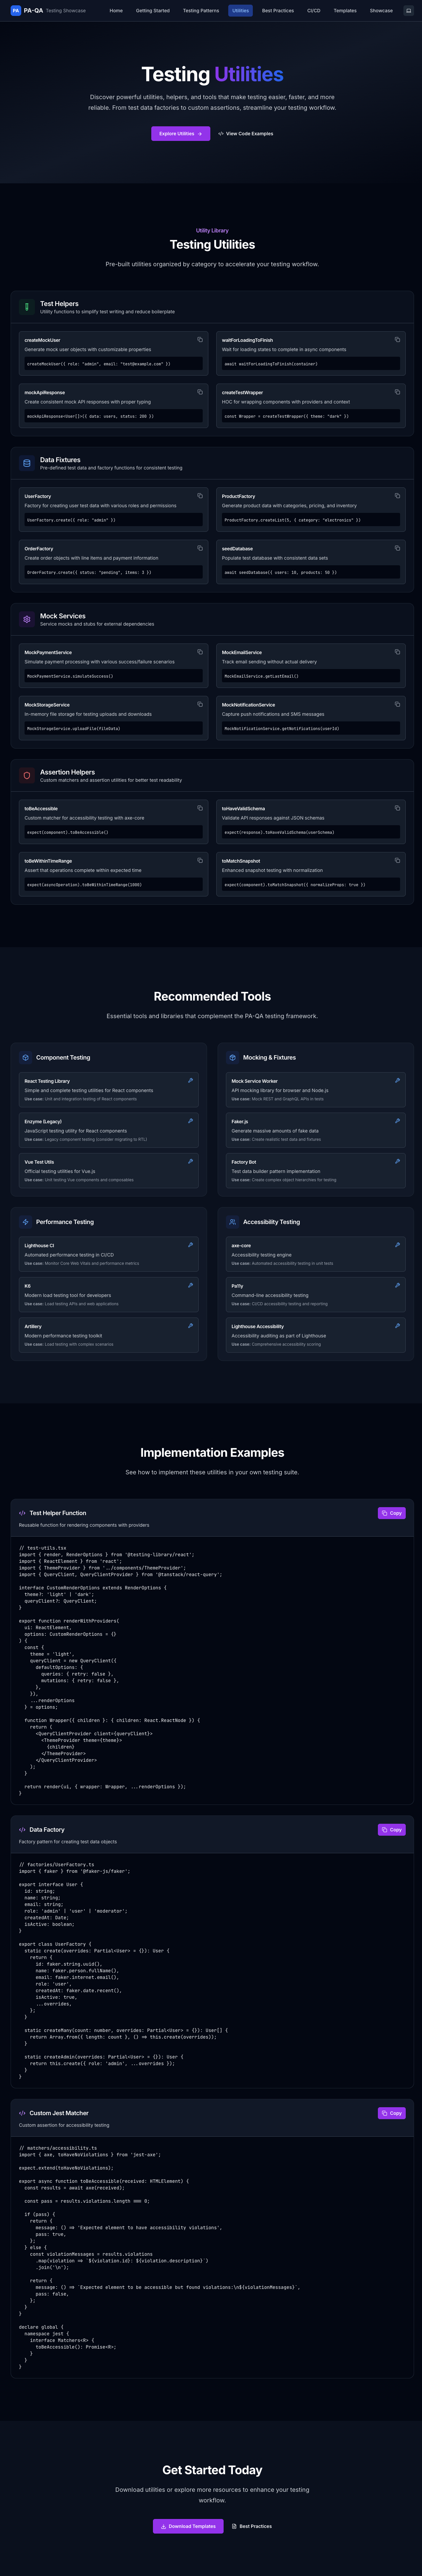 PA PA-QA Testing Showcase Home Getting Started Testing Patterns Utilities Best Practices CI/CD Templates Showcase
Testing Utilities
Discover powerful utilities, helpers, and tools that make testing easier, faster, and more
reliable. From test data factories to custom assertions, streamline your testing workflow.
Explore Utilities → View Code Examples
Utility Library
Testing Utilities
Pre-built utilities organized by category to accelerate your testing workflow.
Test Helpers
Utility functions to simplify test writing and reduce boilerplate
createMockUser
Generate mock user objects with customizable properties
createMockUser({ role: "admin", email: "test@example.com" })
waitForLoadingToFinish
Wait for loading states to complete in async components
await waitForLoadingToFinish(container)
mockApiResponse
Create consistent mock API responses with proper typing
mockApiResponse<User[]>({ data: users, status: 200 })
createTestWrapper
HOC for wrapping components with providers and context
const Wrapper = createTestWrapper({ theme: "dark" })
Data Fixtures
Pre-defined test data and factory functions for consistent testing
UserFactory
Factory for creating user test data with various roles and permissions
UserFactory.create({ role: "admin" })
ProductFactory
Generate product data with categories, pricing, and inventory
ProductFactory.createList(5, { category: "electronics" })
OrderFactory
Create order objects with line items and payment information
OrderFactory.create({ status: "pending", items: 3 })
seedDatabase
Populate test database with consistent data sets
await seedDatabase({ users: 10, products: 50 })
Mock Services
Service mocks and stubs for external dependencies
MockPaymentService
Simulate payment processing with various success/failure scenarios
MockPaymentService.simulateSuccess()
MockEmailService
Track email sending without actual delivery
MockEmailService.getLastEmail()
MockStorageService
In-memory file storage for testing uploads and downloads
MockStorageService.uploadFile(fileData)
MockNotificationService
Capture push notifications and SMS messages
MockNotificationService.getNotifications(userId)
Assertion Helpers
Custom matchers and assertion utilities for better test readability
toBeAccessible
Custom matcher for accessibility testing with axe-core
expect(component).toBeAccessible()
toHaveValidSchema
Validate API responses against JSON schemas
expect(response).toHaveValidSchema(userSchema)
toBeWithinTimeRange
Assert that operations complete within expected time
expect(asyncOperation).toBeWithinTimeRange(1000)
toMatchSnapshot
Enhanced snapshot testing with normalization
expect(component).toMatchSnapshot({ normalizeProps: true })
Recommended Tools
Essential tools and libraries that complement the PA-QA testing framework.
Component Testing
React Testing Library
Simple and complete testing utilities for React components
Use case: Unit and integration testing of React components
Enzyme (Legacy)
JavaScript testing utility for React components
Use case: Legacy component testing (consider migrating to RTL)
Vue Test Utils
Official testing utilities for Vue.js
Use case: Unit testing Vue components and composables
Mocking & Fixtures
Mock Service Worker
API mocking library for browser and Node.js
Use case: Mock REST and GraphQL APIs in tests
Faker.js
Generate massive amounts of fake data
Use case: Create realistic test data and fixtures
Factory Bot
Test data builder pattern implementation
Use case: Create complex object hierarchies for testing
Performance Testing
Lighthouse CI
Automated performance testing in CI/CD
Use case: Monitor Core Web Vitals and performance metrics
K6
Modern load testing tool for developers
Use case: Load testing APIs and web applications
Artillery
Modern performance testing toolkit
Use case: Load testing with complex scenarios
Accessibility Testing
axe-core
Accessibility testing engine
Use case: Automated accessibility testing in unit tests
Pa11y
Command-line accessibility testing
Use case: CI/CD accessibility testing and reporting
Lighthouse Accessibility
Accessibility auditing as part of Lighthouse
Use case: Comprehensive accessibility scoring
Implementation Examples
See how to implement these utilities in your own testing suite.
Test Helper Function Copy
Reusable function for rendering components with providers
// test-utils.tsx
import { render, RenderOptions } from '@testing-library/react';
import { ReactElement } from 'react';
import { ThemeProvider } from '../components/ThemeProvider';
import { QueryClient, QueryClientProvider } from '@tanstack/react-query';
interface CustomRenderOptions extends RenderOptions {
theme?: 'light' | 'dark';
queryClient?: QueryClient;
}
export function renderWithProviders(
ui: ReactElement,
options: CustomRenderOptions = {}
) {
const {
theme = 'light',
queryClient = new QueryClient({
defaultOptions: {
queries: { retry: false },
mutations: { retry: false },
},
}),
...renderOptions
} = options;
function Wrapper({ children }: { children: React.ReactNode }) {
return (
<QueryClientProvider client={queryClient}>
<ThemeProvider theme={theme}>
{children}
</ThemeProvider>
</QueryClientProvider>
);
}
return render(ui, { wrapper: Wrapper, ...renderOptions });
}
Data Factory Copy
Factory pattern for creating test data objects
// factories/UserFactory.ts
import { faker } from '@faker-js/faker';
export interface User {
id: string;
name: string;
email: string;
role: 'admin' | 'user' | 'moderator';
createdAt: Date;
isActive: boolean;
}
export class UserFactory {
static create(overrides: Partial<User> = {}): User {
return {
id: faker.string.uuid(),
name: faker.person.fullName(),
email: faker.internet.email(),
role: 'user',
createdAt: faker.date.recent(),
isActive: true,
...overrides,
};
}
static createMany(count: number, overrides: Partial<User> = {}): User[] {
return Array.from({ length: count }, () => this.create(overrides));
}
static createAdmin(overrides: Partial<User> = {}): User {
return this.create({ role: 'admin', ...overrides });
}
}
Custom Jest Matcher Copy
Custom assertion for accessibility testing
// matchers/accessibility.ts
import { axe, toHaveNoViolations } from 'jest-axe';
expect.extend(toHaveNoViolations);
export async function toBeAccessible(received: HTMLElement) {
const results = await axe(received);
const pass = results.violations.length === 0;
if (pass) {
return {
message: () => 'Expected element to have accessibility violations',
pass: true,
};
} else {
const violationMessages = results.violations
.map(violation => `${violation.id}: ${violation.description}`)
.join('\n');
return {
message: () => `Expected element to be accessible but found violations:\n${violationMessages}`,
pass: false,
};
}
}
declare global {
namespace jest {
interface Matchers<R> {
toBeAccessible(): Promise<R>;
}
}
}
Get Started Today
Download utilities or explore more resources to enhance your testing
workflow.
Download Templates Best Practices